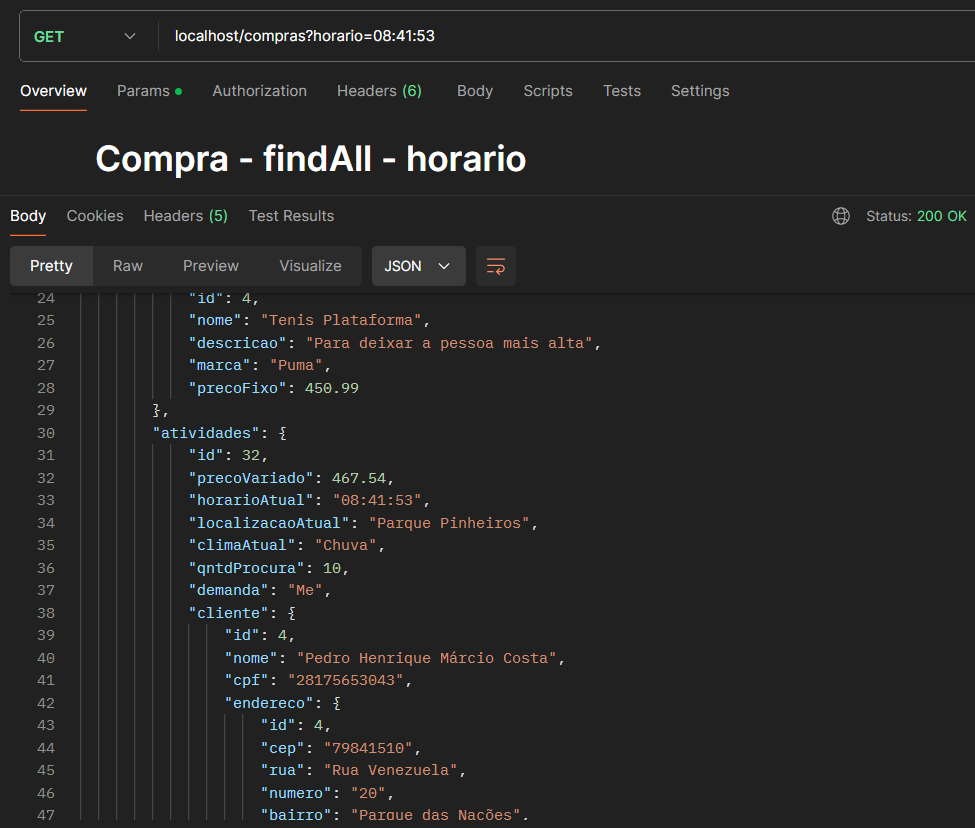 GET localhost/compras?horario=08:41:53
Overview Params Authorization Headers (6) Body Scripts Tests Settings
Compra - findAll - horario
Body Cookies Headers (5) Test Results Status: 200 OK
Pretty Raw Preview Visualize JSON
24 "id": 4,
25 "nome": "Tenis Plataforma",
26 "descricao": "Para deixar a pessoa mais alta",
27 "marca": "Puma",
28 "precoFixo": 450.99
29 },
30 "atividades": {
31 "id": 32,
32 "precoVariado": 467.54,
33 "horarioAtual": "08:41:53",
34 "localizacaoAtual": "Parque Pinheiros",
35 "climaAtual": "Chuva",
36 "qntdProcura": 10,
37 "demanda": "Me",
38 "cliente": {
39 "id": 4,
40 "nome": "Pedro Henrique Márcio Costa",
41 "cpf": "28175653043",
42 "endereco": {
43 "id": 4,
44 "cep": "79841510",
45 "rua": "Rua Venezuela",
46 "numero": "20",
47 "bairro": "Parque das Nações",